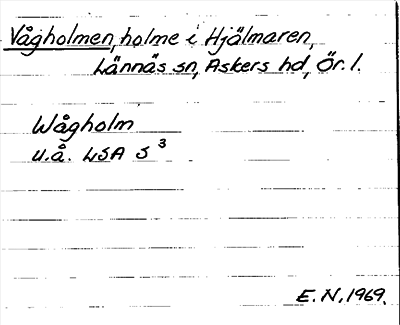 Vågholmen, holme i Hjälmaren,
Lännäs sn, Askers hd, Ör. l.
Wågholm
u.å. LSA S 3
E. N. 1969.